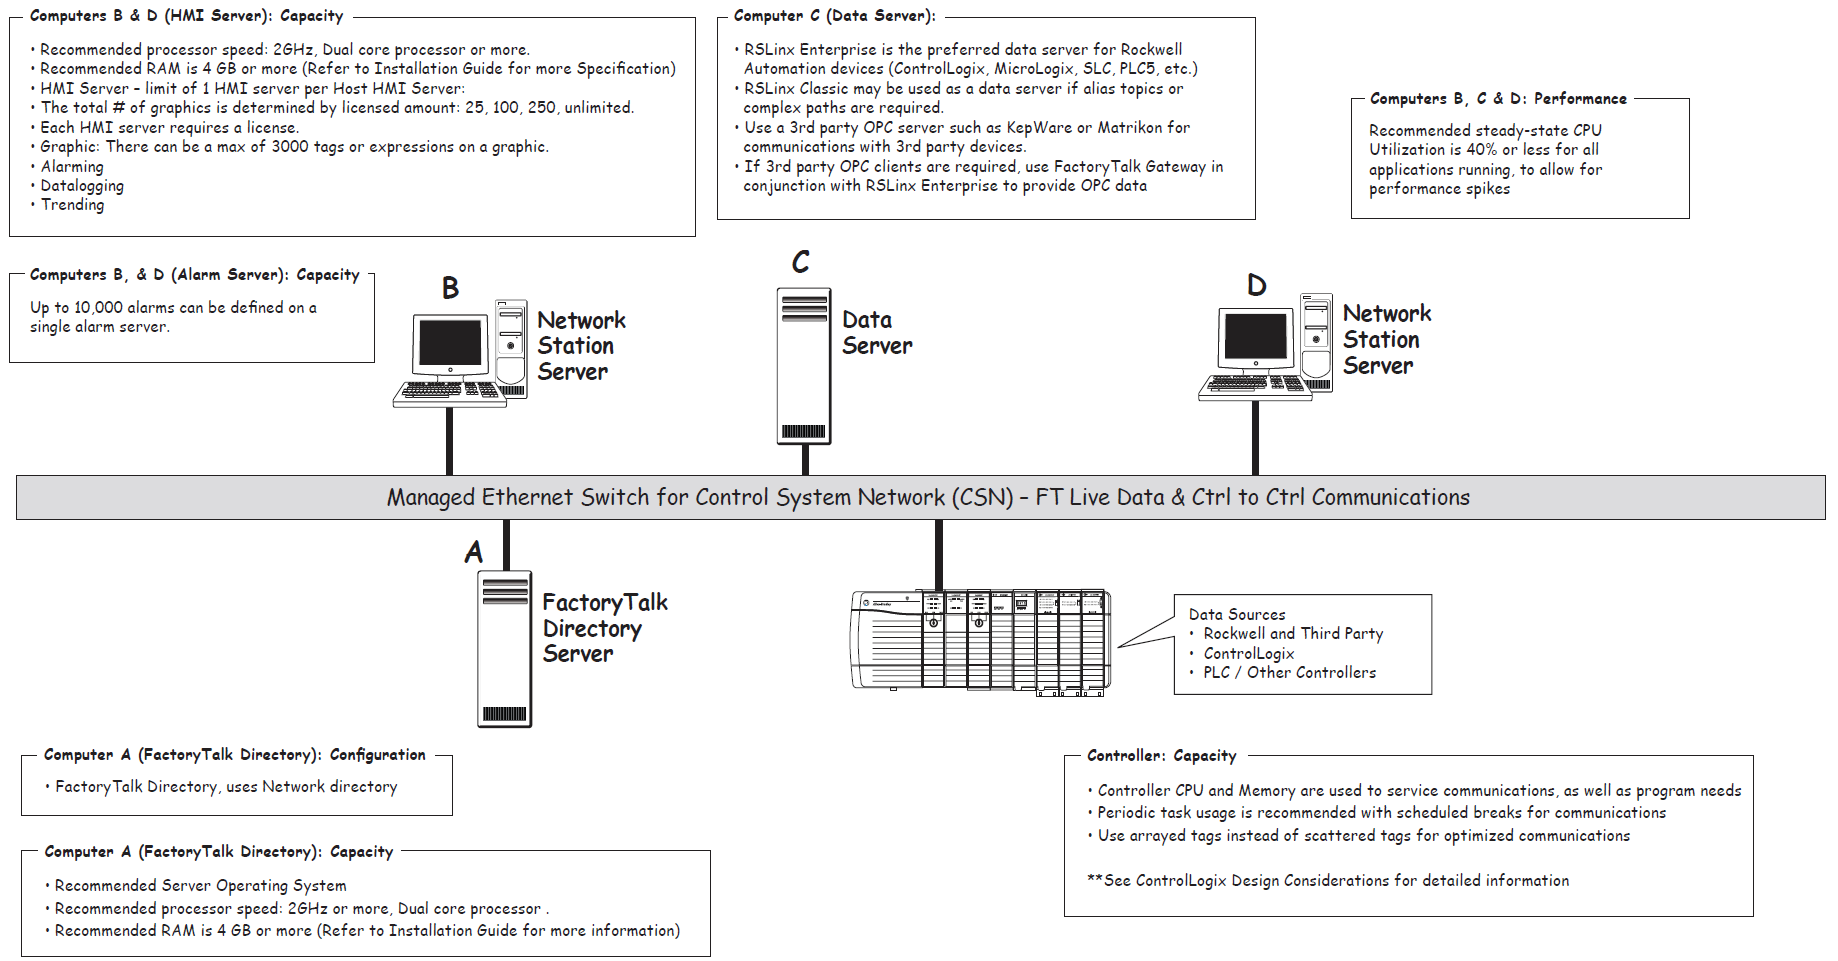 Computers B & D (HMI Server): Capacity
• Recommended processor speed: 2GHz, Dual core processor or more.
• Recommended RAM is 4 GB or more (Refer to Installation Guide for more Specification)
• HMI Server – limit of 1 HMI server per Host HMI Server:
• The total # of graphics is determined by licensed amount: 25, 100, 250, unlimited.
• Each HMI server requires a license.
• Graphic: There can be a max of 3000 tags or expressions on a graphic.
• Alarming
• Datalogging
• Trending
Computer C (Data Server):
• RSLinx Enterprise is the preferred data server for Rockwell
Automation devices (ControlLogix, MicroLogix, SLC, PLC5, etc.)
• RSLinx Classic may be used as a data server if alias topics or
complex paths are required.
• Use a 3rd party OPC server such as KepWare or Matrikon for
communications with 3rd party devices.
• If 3rd party OPC clients are required, use FactoryTalk Gateway in
conjunction with RSLinx Enterprise to provide OPC data
Computers B, C & D: Performance
Recommended steady-state CPU
Utilization is 40% or less for all
applications running, to allow for
performance spikes
Computers B, & D (Alarm Server): Capacity
Up to 10,000 alarms can be defined on a
single alarm server.
B
Network
Station
Server
C
Data
Server
D
Network
Station
Server
Managed Ethernet Switch for Control System Network (CSN) – FT Live Data & Ctrl to Ctrl Communications
A
FactoryTalk
Directory
Server
Data Sources
• Rockwell and Third Party
• ControlLogix
• PLC / Other Controllers
Computer A (FactoryTalk Directory): Configuration
• FactoryTalk Directory, uses Network directory
Computer A (FactoryTalk Directory): Capacity
• Recommended Server Operating System
• Recommended processor speed: 2GHz or more, Dual core processor .
• Recommended RAM is 4 GB or more (Refer to Installation Guide for more information)
Controller: Capacity
• Controller CPU and Memory are used to service communications, as well as program needs
• Periodic task usage is recommended with scheduled breaks for communications
• Use arrayed tags instead of scattered tags for optimized communications
**See ControlLogix Design Considerations for detailed information